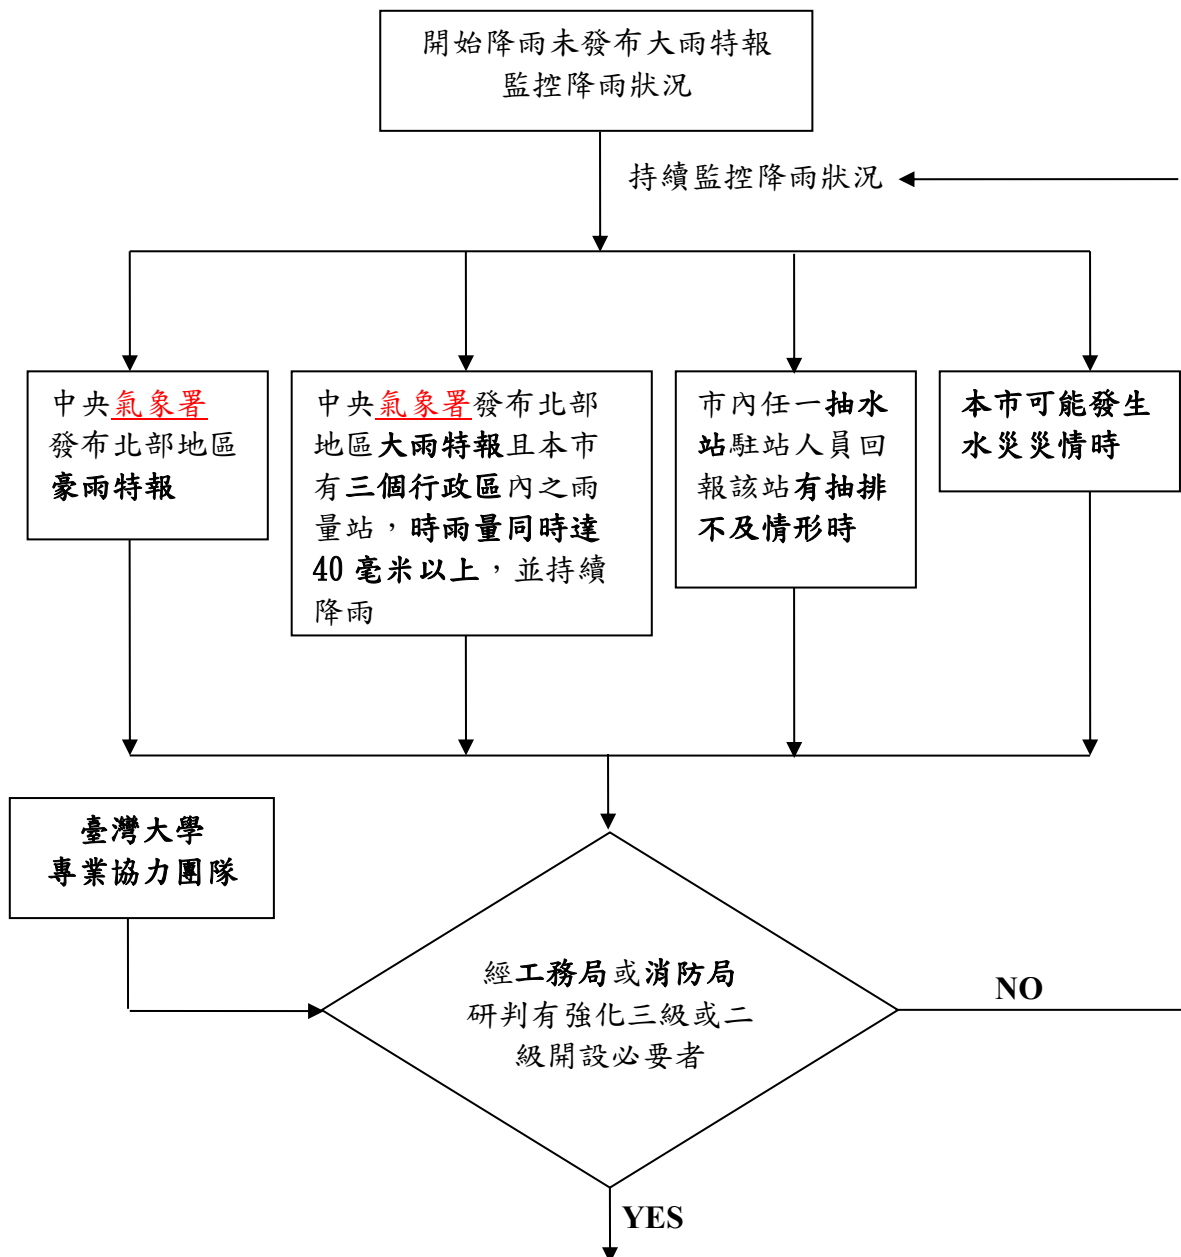 開始降雨未發布大雨特報
監控降雨狀況
持續監控降雨狀況
中央氣象署
發布北部地區
豪雨特報
中央氣象署發布北部
地區大雨特報且本市
有三個行政區內之雨
量站，時雨量同時達
40 毫米以上，並持續
降雨
市內任一抽水
站駐站人員回
報該站有抽排
不及情形時
本市可能發生
水災災情時
臺灣大學
專業協力團隊
經工務局或消防局
研判有強化三級或二
級開設必要者
NO
YES